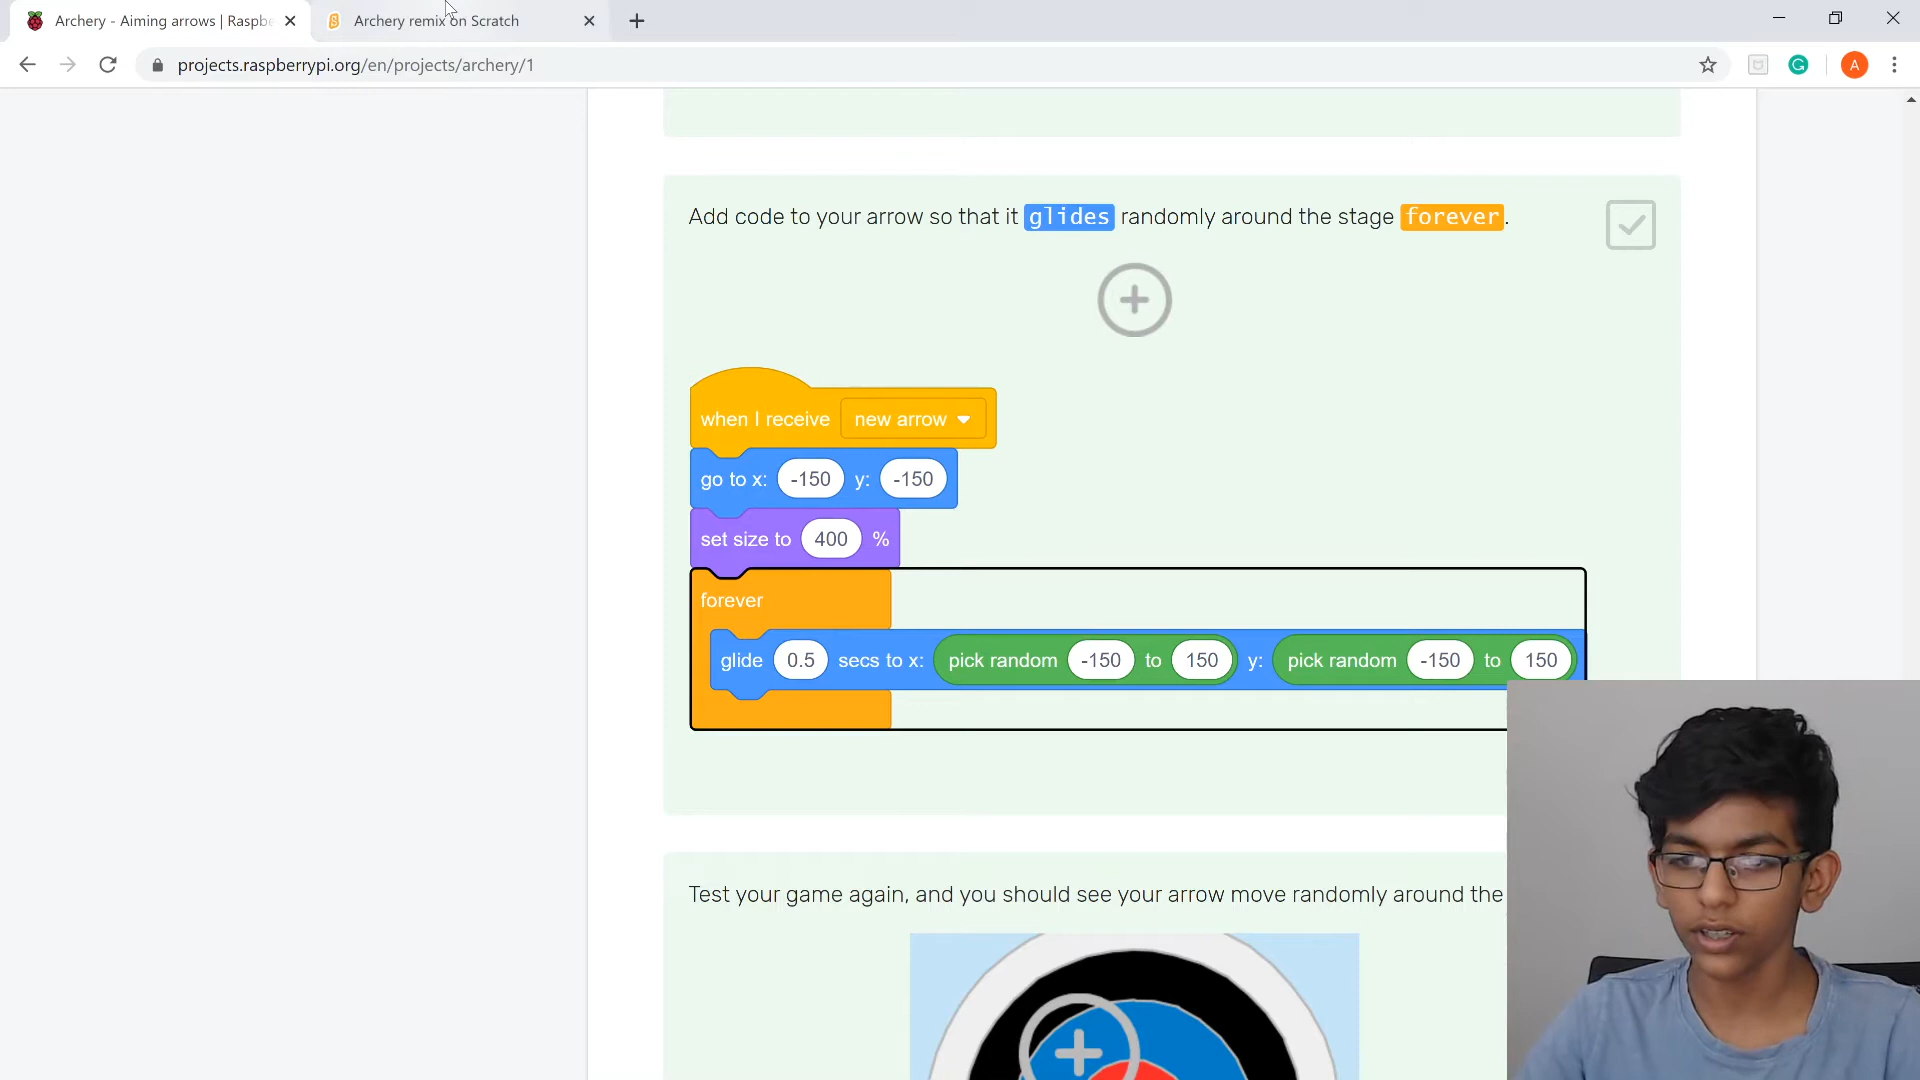 Archery - Aiming arrows | Raspbe
Archery remix on Scratch
projects.raspberrypi.org/en/projects/archery/1
A
Add code to your arrow so that it glides randomly around the stage forever.
when I receive new arrow
go to x: -150 y: -150
set size to 400 %
forever
glide 0.5 secs to x: pick random -150 to 150 y: pick random -150 to 150
Test your game again, and you should see your arrow move randomly around the